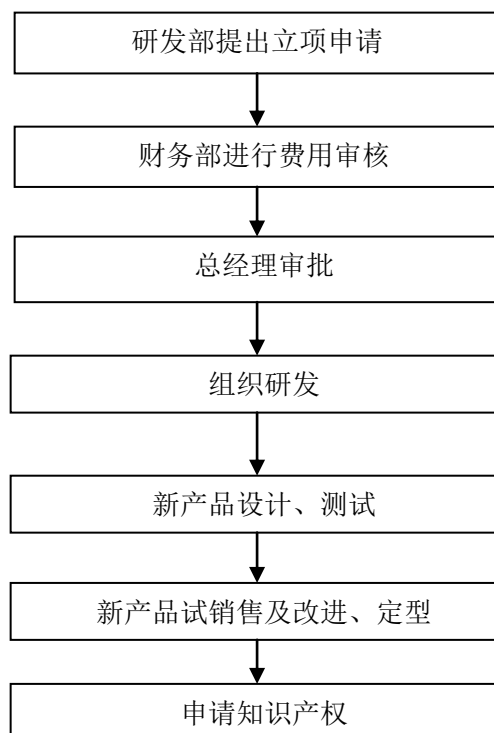 研发部提出立项申请
财务部进行费用审核
总经理审批
组织研发
新产品设计、测试
新产品试销售及改进、定型
申请知识产权